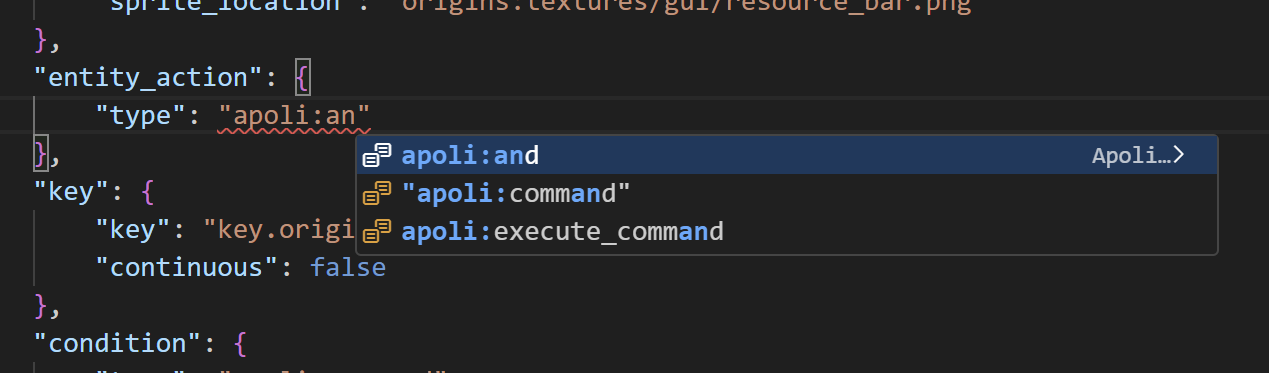 "sprite_location": "origins:textures/gui/resource_bar.png
},
"entity_action": {
"type": "apoli:an"
apoli:and Apoli…>
},
"apoli:command"
"key": {
apoli:execute_command
"key": "key.origi
"continuous": false
},
"condition": {